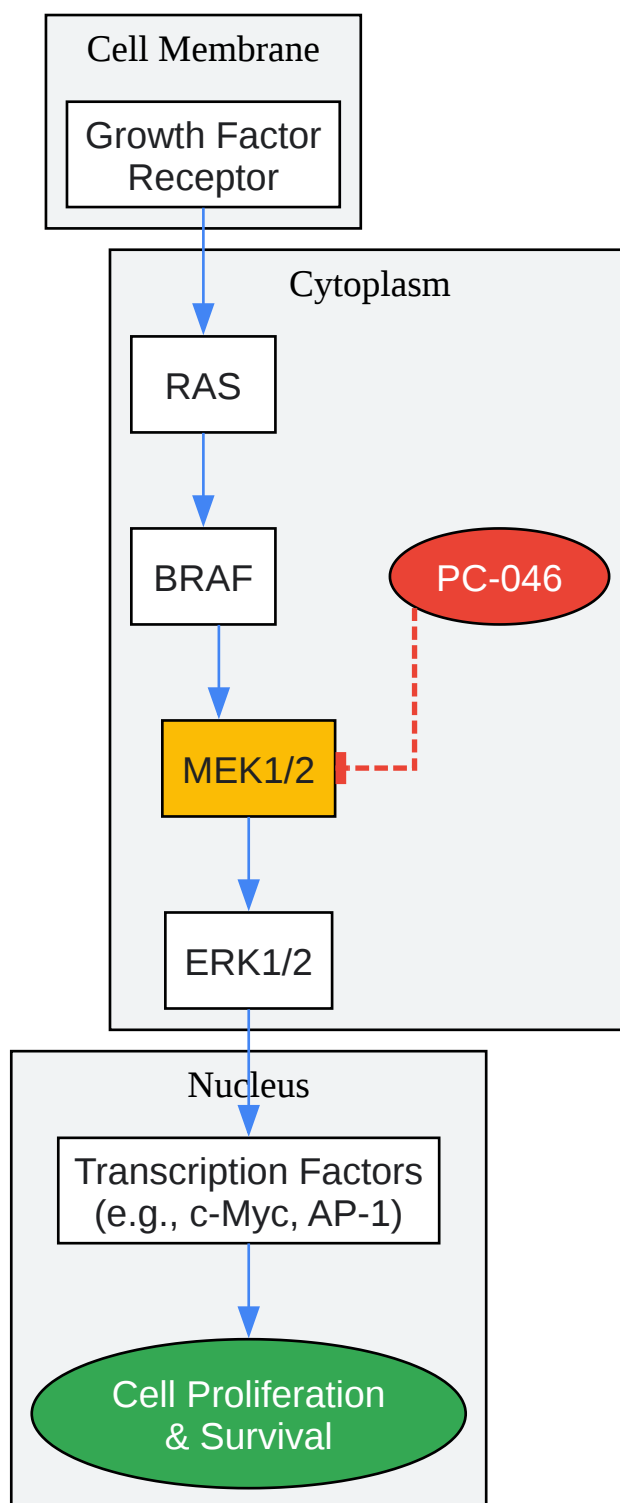 Cell Membrane
Growth Factor
Receptor
Cytoplasm
RAS
BRAF
PC-046
MEK1/2
ERK1/2
Nucleus
Transcription Factors
(e.g., c-Myc, AP-1)
Cell Proliferation
& Survival